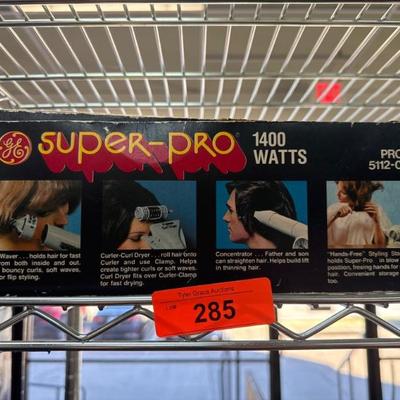 GE SUPER-PRO 1400
WATTS
PRO
5112-0
Waver... holds hair for fast
from both inside and out.
bouncy curls, soft waves,
or flip styling.
Curler-Curl Dryer... roll hair onto
Curler and use Clamp. Helps
create tighter curls or soft waves.
Curl Dryer fits over Curler-Clamp
for fast drying.
Concentrator... Father and son
can straighten hair. Helps build lift
in thinning hair.
"Hands-Free" Styling Sta
holds Super-Pro in blow
position, freeing hands for
hair. Convenient storage
too.
Tyler Grace Auctions
Lot# 285